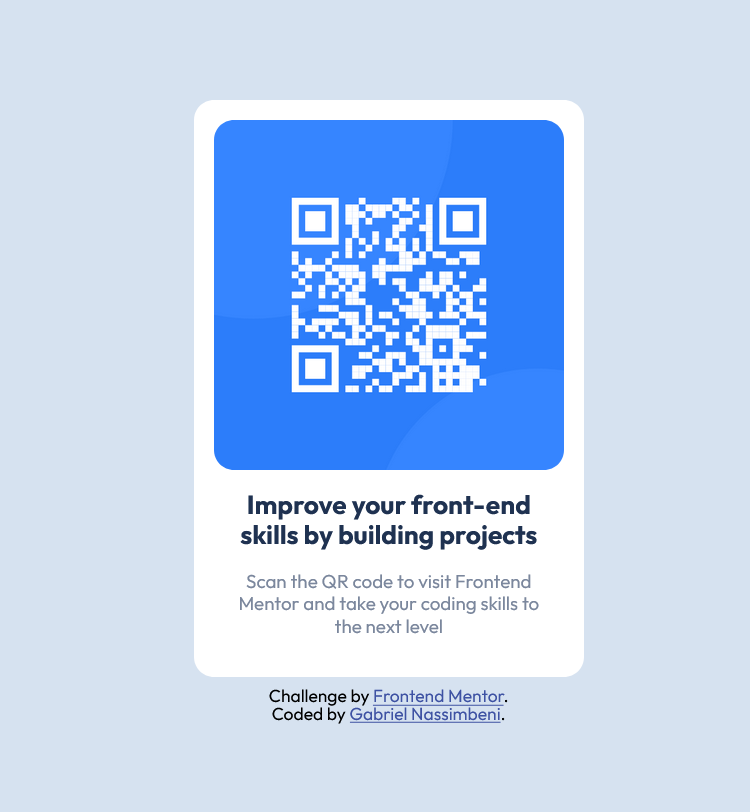 Improve your front-end
skills by building projects
Scan the QR code to visit Frontend
Mentor and take your coding skills to
the next level
Challenge by Frontend Mentor.
Coded by Gabriel Nassimbeni.